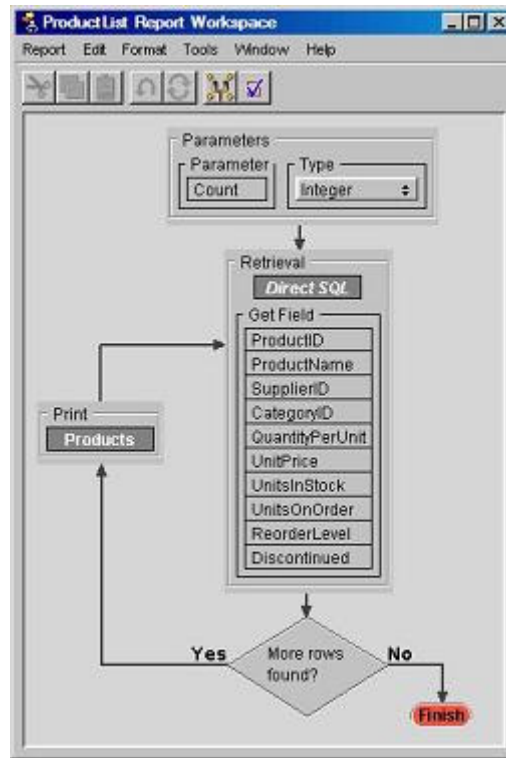 ProductList Report Workspace
Report Edit Format Tools Window Help
Parameters
Parameter Type
Count Integer
Retrieval
Direct SQL
Get Field
ProductID
ProductName
SupplierID
CategoryID
Print
QuantityPerUnit
Products
UnitPrice
UnitsInStock
UnitsOnOrder
ReorderLevel
Discontinued
Yes More rows No
found?
Finish